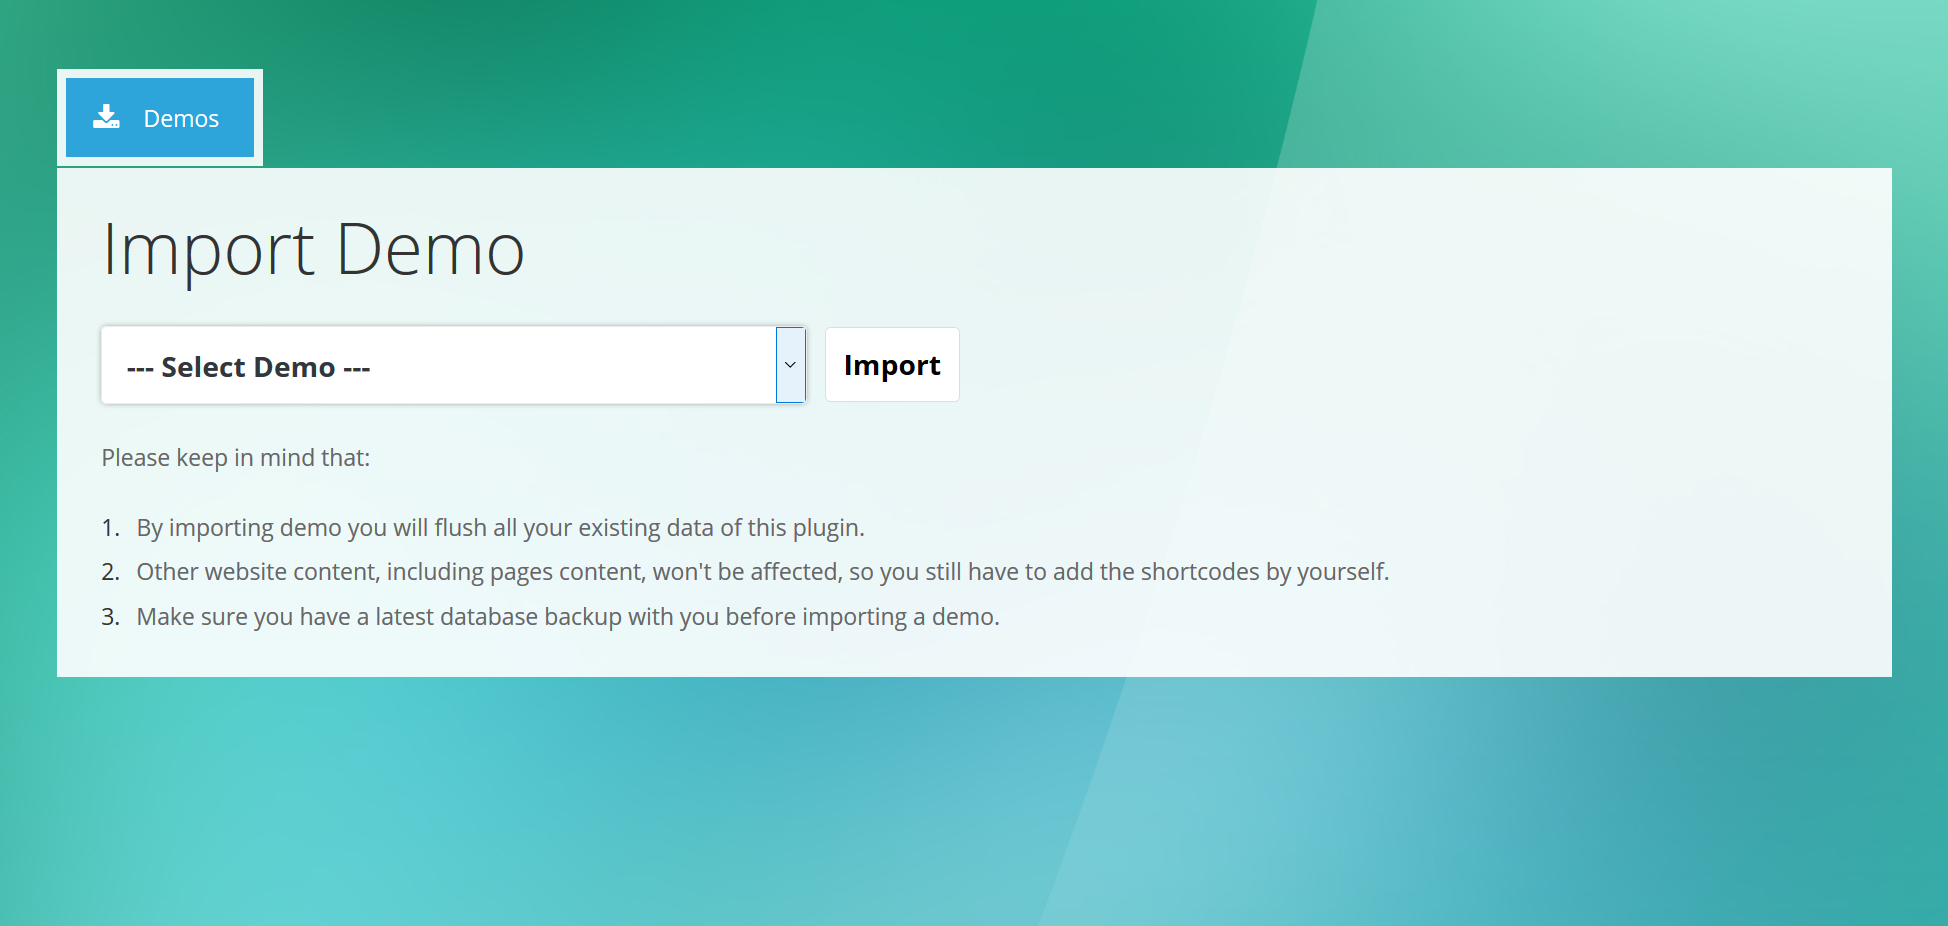 Demos
Import Demo
--- Select Demo ---
Import
Please keep in mind that:
1. By importing demo you will flush all your existing data of this plugin.
2. Other website content, including pages content, won't be affected, so you still have to add the shortcodes by yourself.
3. Make sure you have a latest database backup with you before importing a demo.